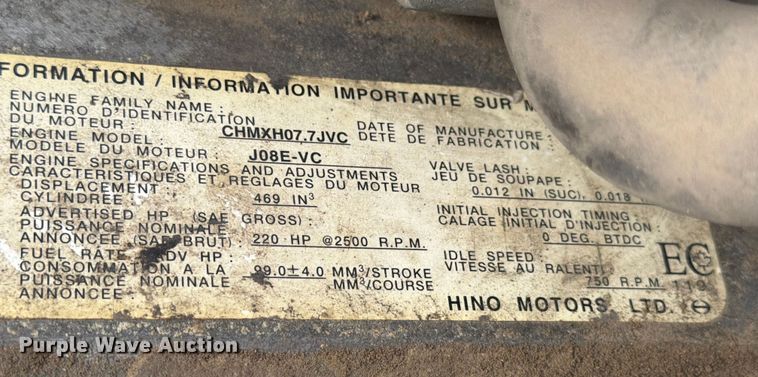 FORMATION / INFORMATION IMPORTANTE SUR
ENGINE FAMILY NAME :
NUMERO D'IDENTIFICATION
DU MOTEUR : CHMXH07.7JVC
ENGINE MODEL :
MODELE DU MOTEUR : J08E-VC
ENGINE SPECIFICATIONS AND ADJUSTMENTS
CARACTERISTIQUES ET REGLAGES DU MOTEUR
DISPLACEMENT :
CYLINDREE : 469 IN³
ADVERTISED HP (SAE GROSS) :
PUISSANCE NOMINALE
ANNONCEE (SAE BRUT) 220 HP @2500 R.P.M.
FUEL RATE ADV HP :
CONSOMMATION A LA 99.0±4.0 MM³/STROKE
PUISSANCE NOMINALE MM³/COURSE
ANNONCEE :
DATE OF MANUFACTURE :
DETE DE FABRICATION :
VALVE LASH :
JEU DE SOUPAPE :
0.012 IN (SUC), 0.018
INITIAL INJECTION TIMING :
CALAGE INITIAL D'INJECTION :
0 DEG. BTDC
IDLE SPEED :
VITESSE AU RALENTI :
750 R.P.M.
EC
119
HINO MOTORS LTD.
Purple Wave Auction